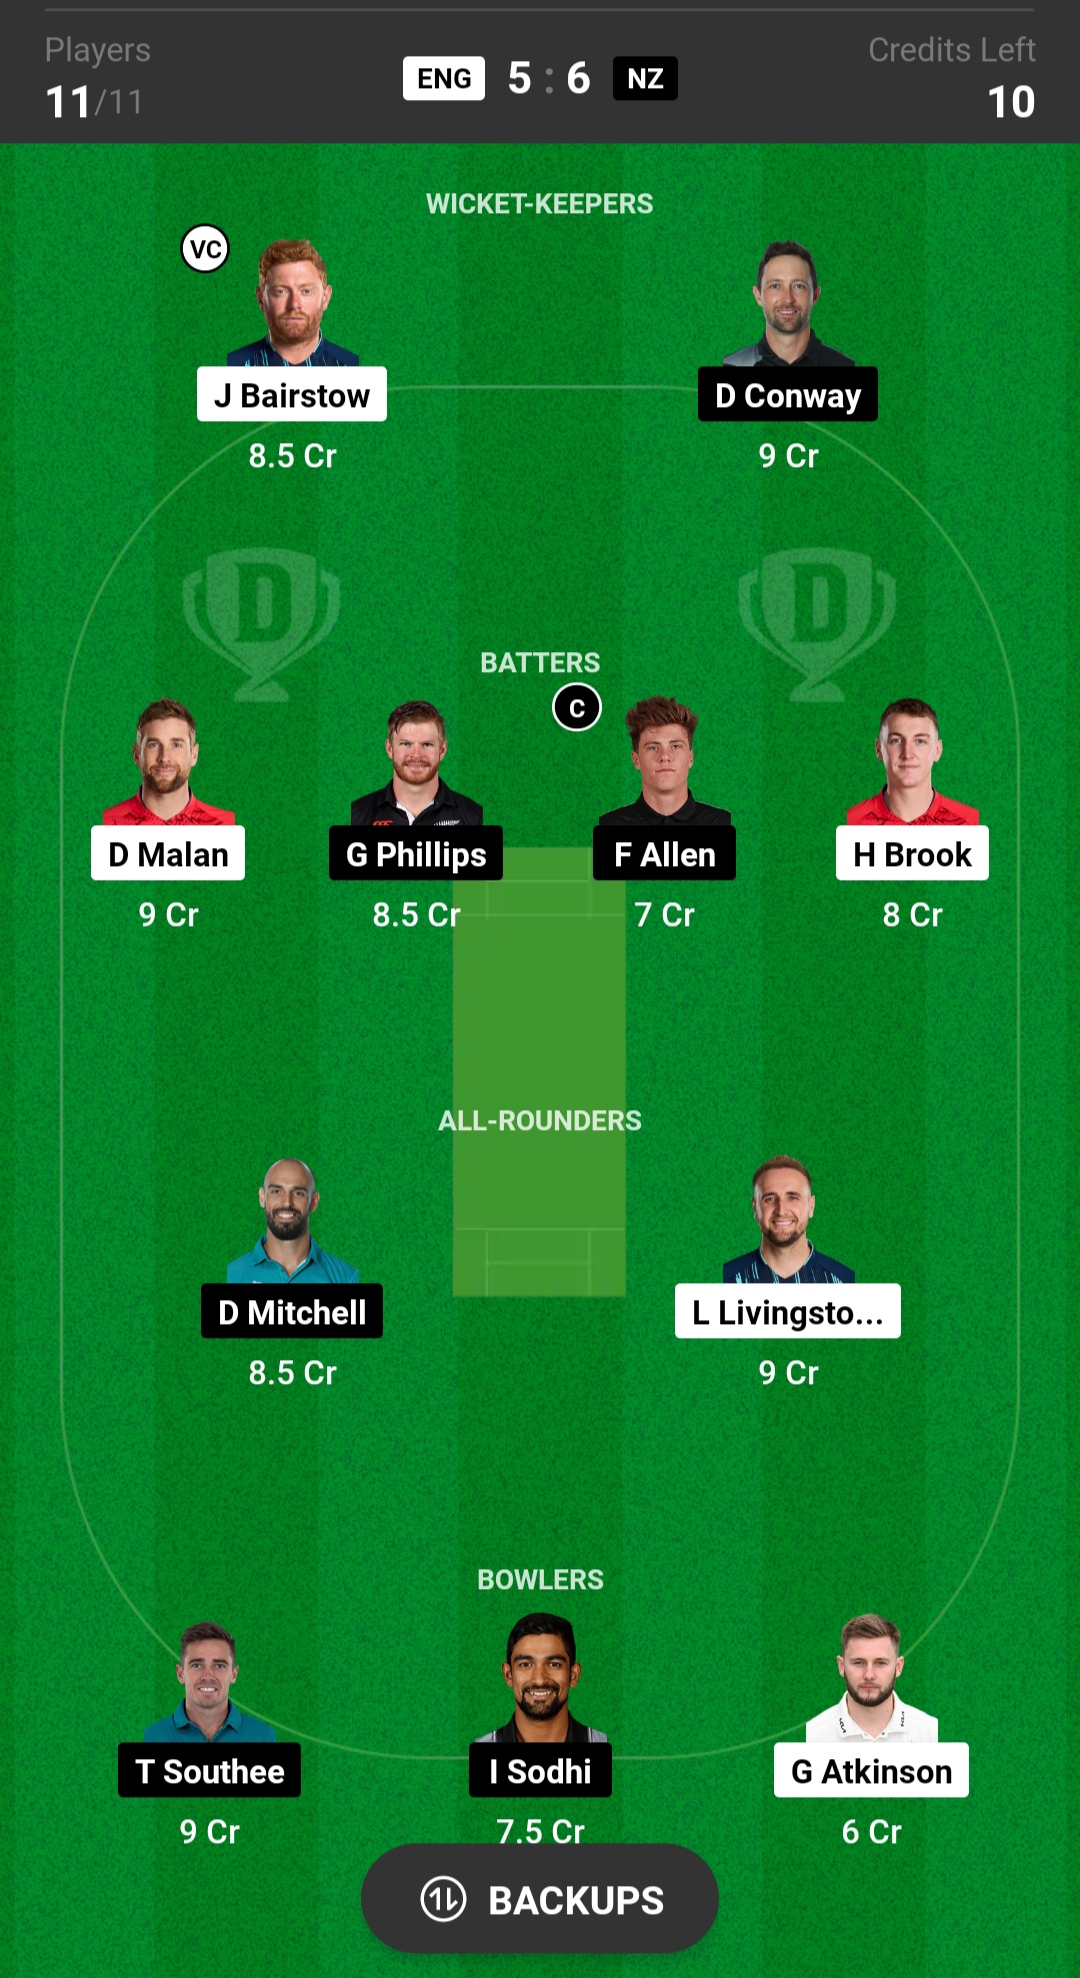 Players
Credits Left
11/11
ENG 5 : 6 NZ
10
WICKET-KEEPERS
VC
J Bairstow
D Conway
8.5 Cr
9 Cr
D
D
BATTERS
C
D Malan
G Phillips
F Allen
H Brook
9 Cr
8.5 Cr
7 Cr
8 Cr
ALL-ROUNDERS
D Mitchell
L Livingsto...
8.5 Cr
9 Cr
BOWLERS
T Southee
I Sodhi
G Atkinson
9 Cr
7.5 Cr
6 Cr
BACKUPS